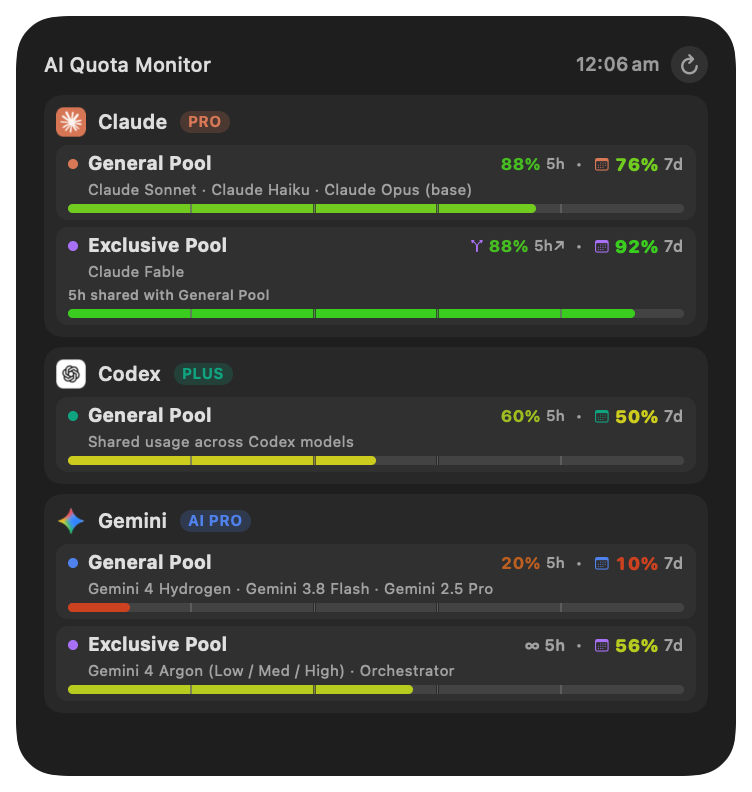 AI Quota Monitor 12:06 am
Claude PRO
General Pool 88% 5h · 76% 7d
Claude Sonnet · Claude Haiku · Claude Opus (base)
Exclusive Pool 88% 5h↗ · 92% 7d
Claude Fable
5h shared with General Pool
Codex PLUS
General Pool 60% 5h · 50% 7d
Shared usage across Codex models
Gemini AI PRO
General Pool 20% 5h · 10% 7d
Gemini 4 Hydrogen · Gemini 3.8 Flash · Gemini 2.5 Pro
Exclusive Pool ∞ 5h · 56% 7d
Gemini 4 Argon (Low / Med / High) · Orchestrator